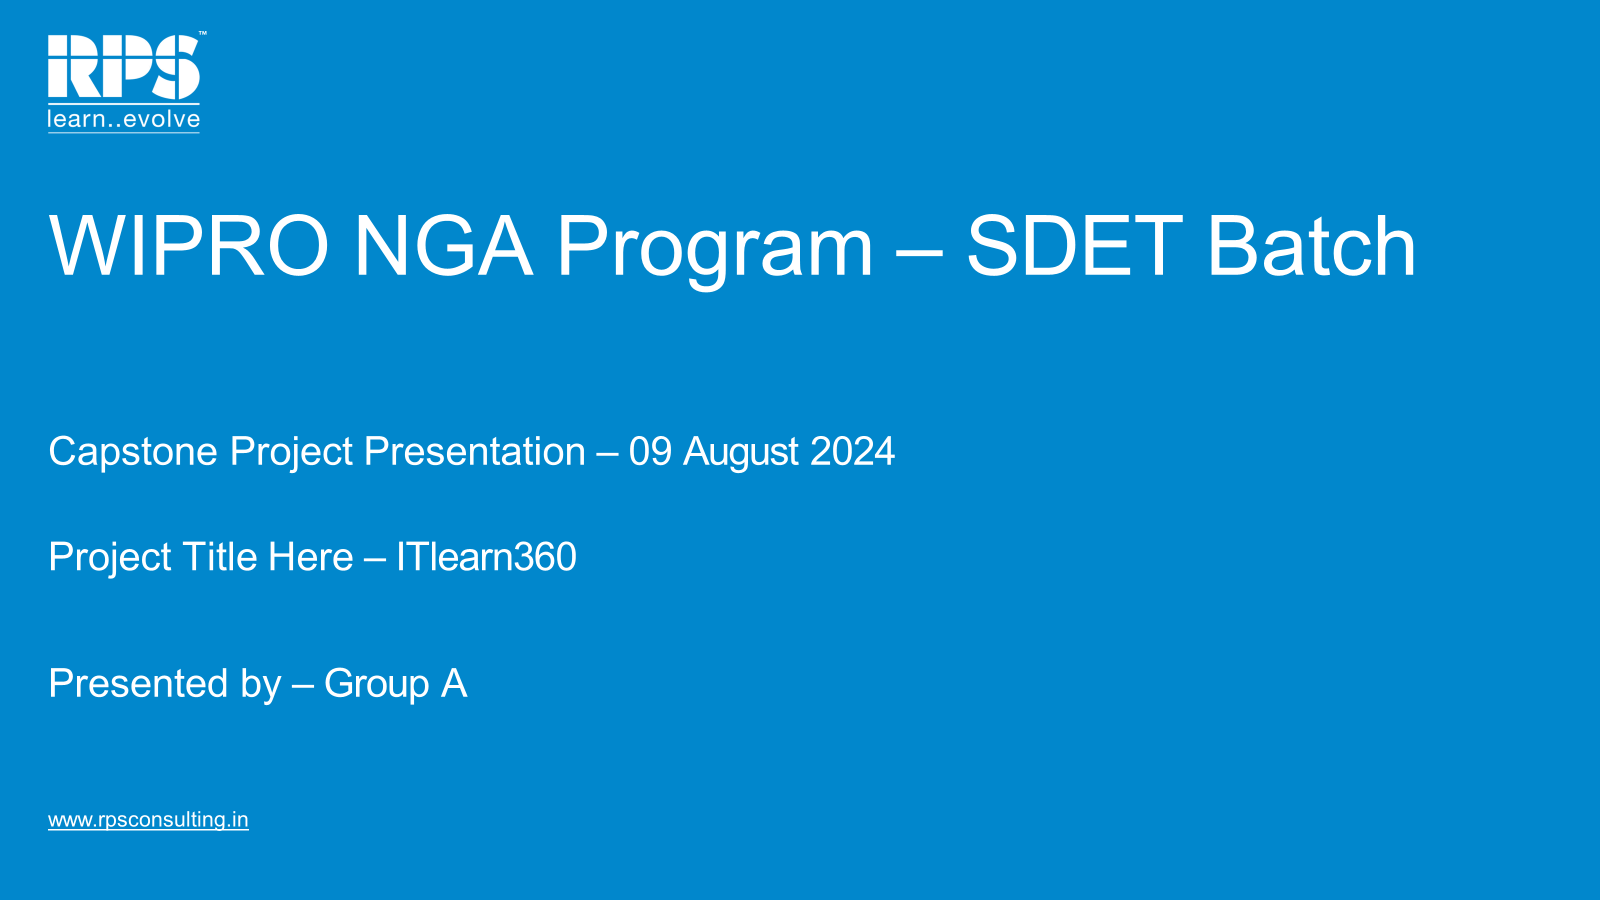 RPS™
learn..evolve
WIPRO NGA Program – SDET Batch
Capstone Project Presentation – 09 August 2024
Project Title Here – ITlearn360
Presented by – Group A
www.rpsconsulting.in